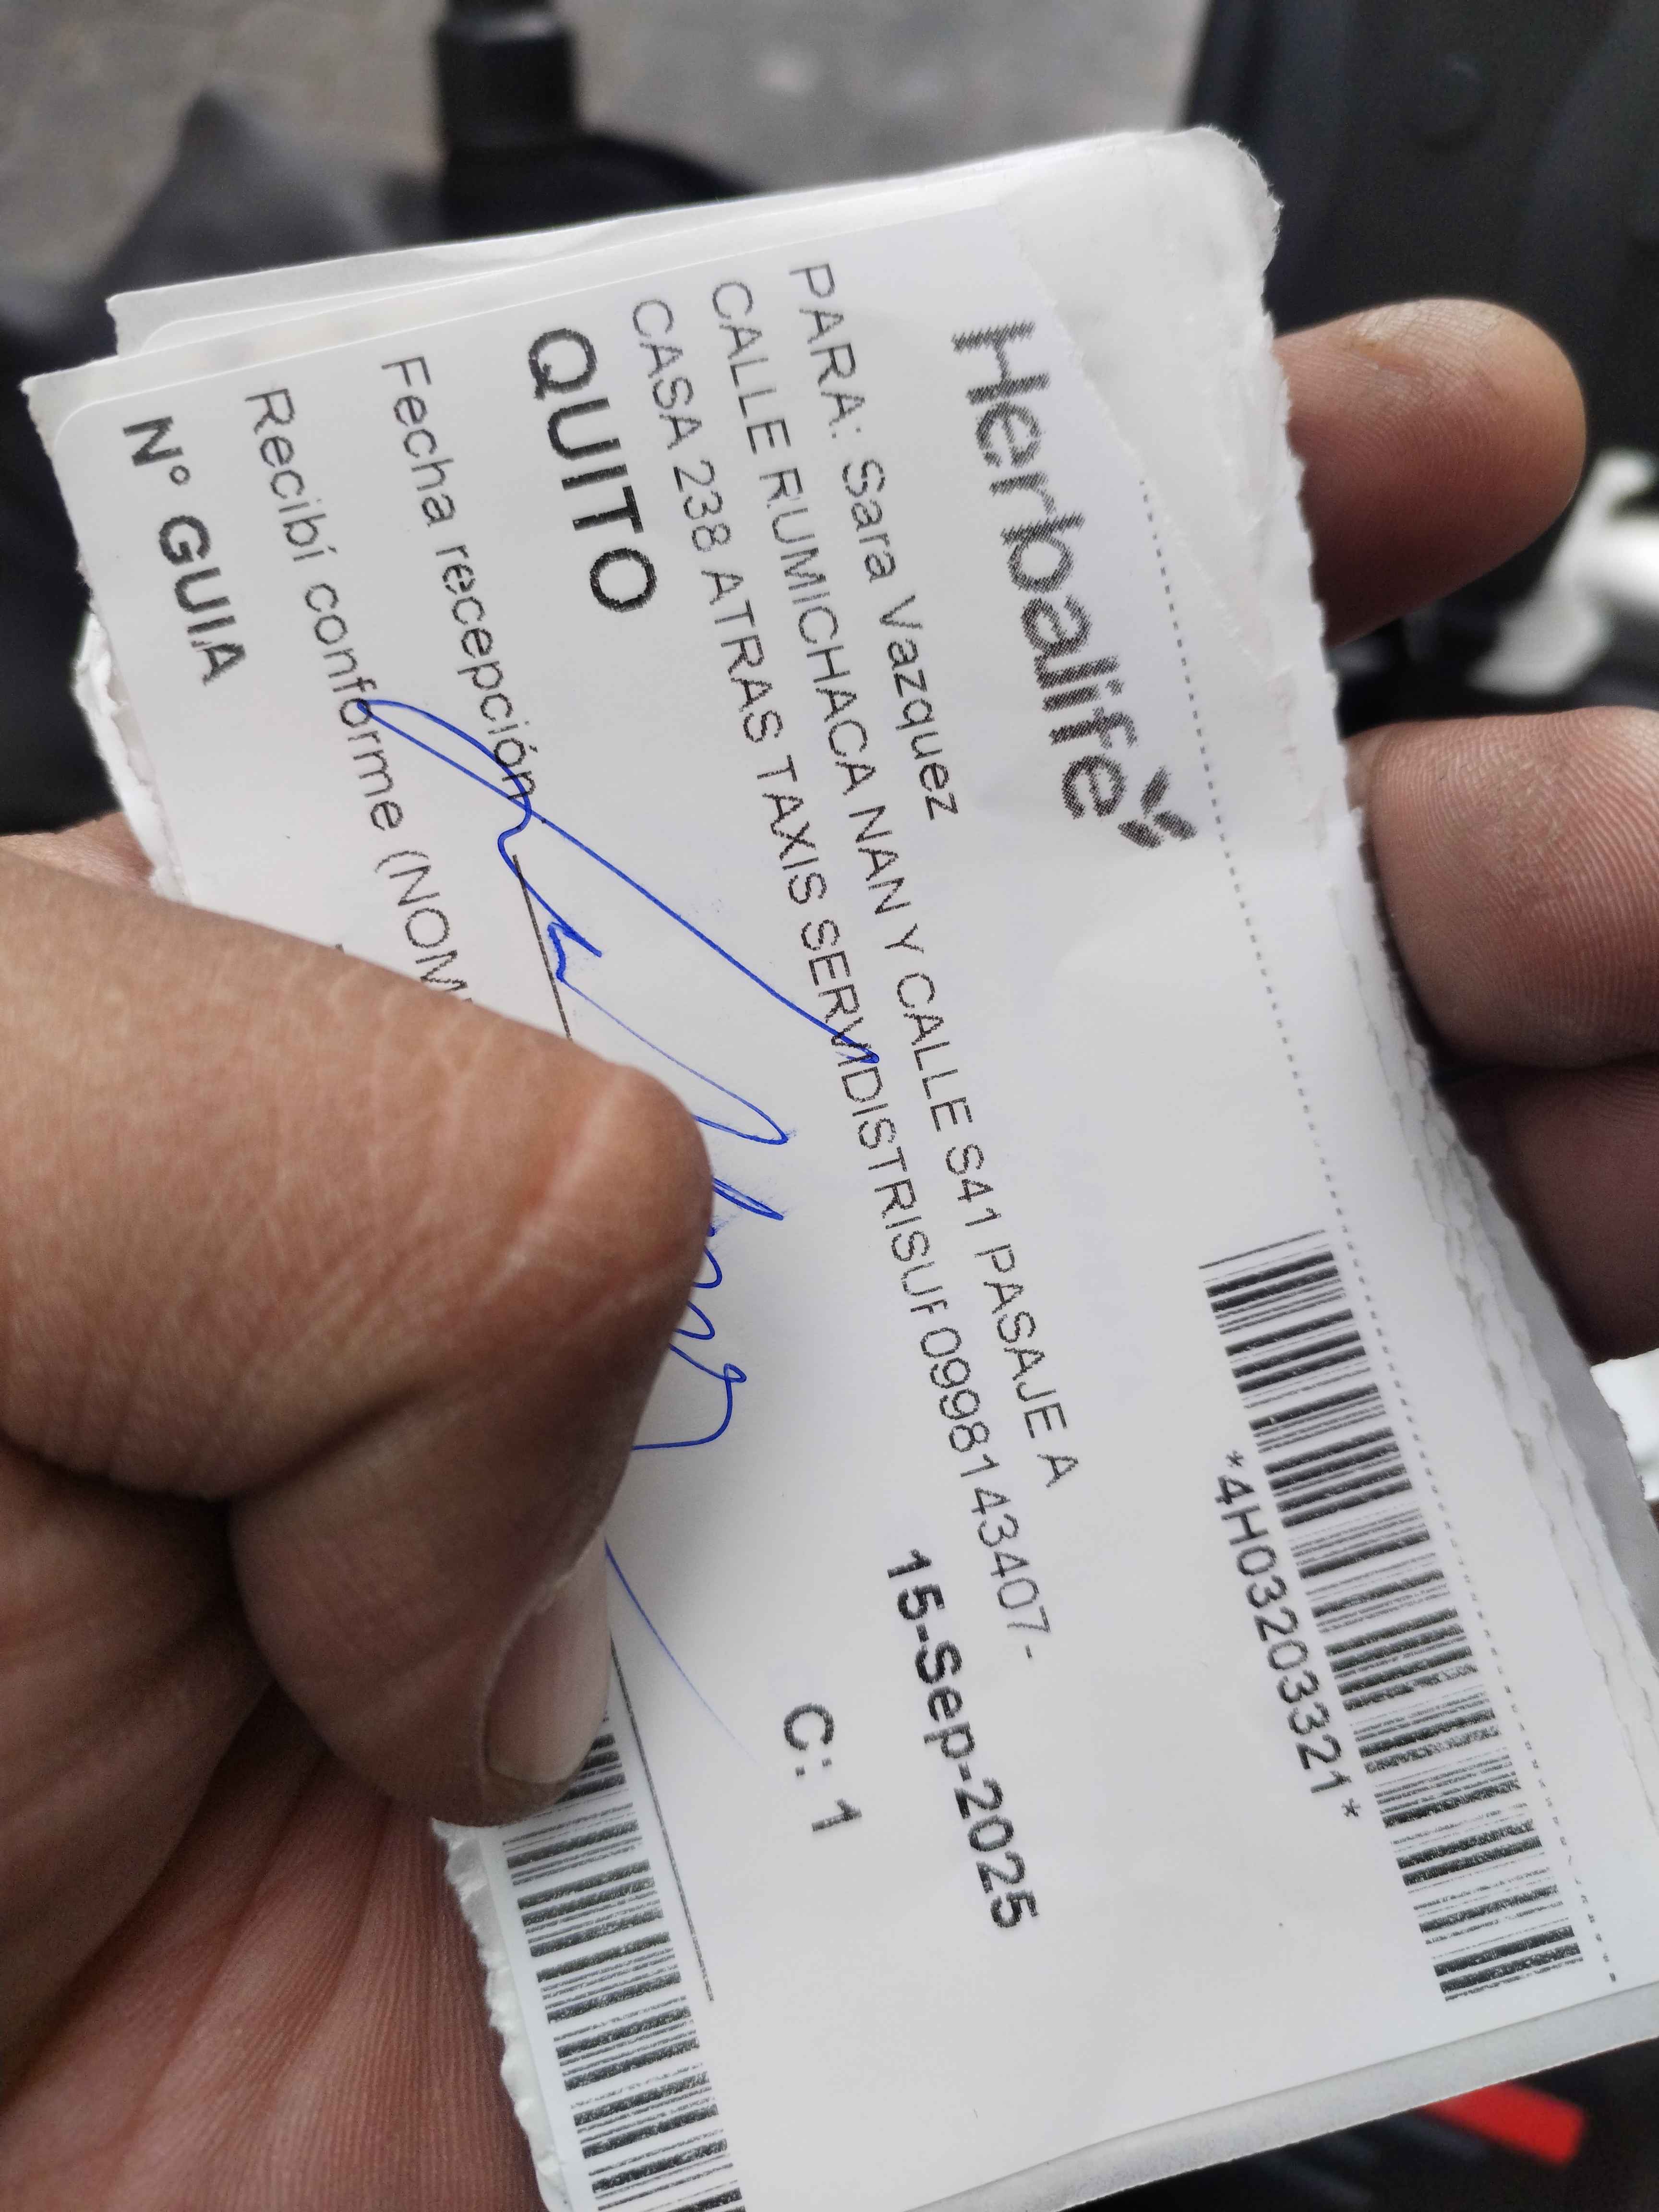 Herbalife
*4H03203321*
PARA: Sara Vazquez
CALLE RUMICHACA NAN Y CALLE S41 PASAJE A
CASA 238 ATRAS TAXIS SERVIDISTRISUR 0998143407-
QUITO
15-Sep-2025
Fecha recepción
C: 1
Recibí conforme (NOM
N° GUIA